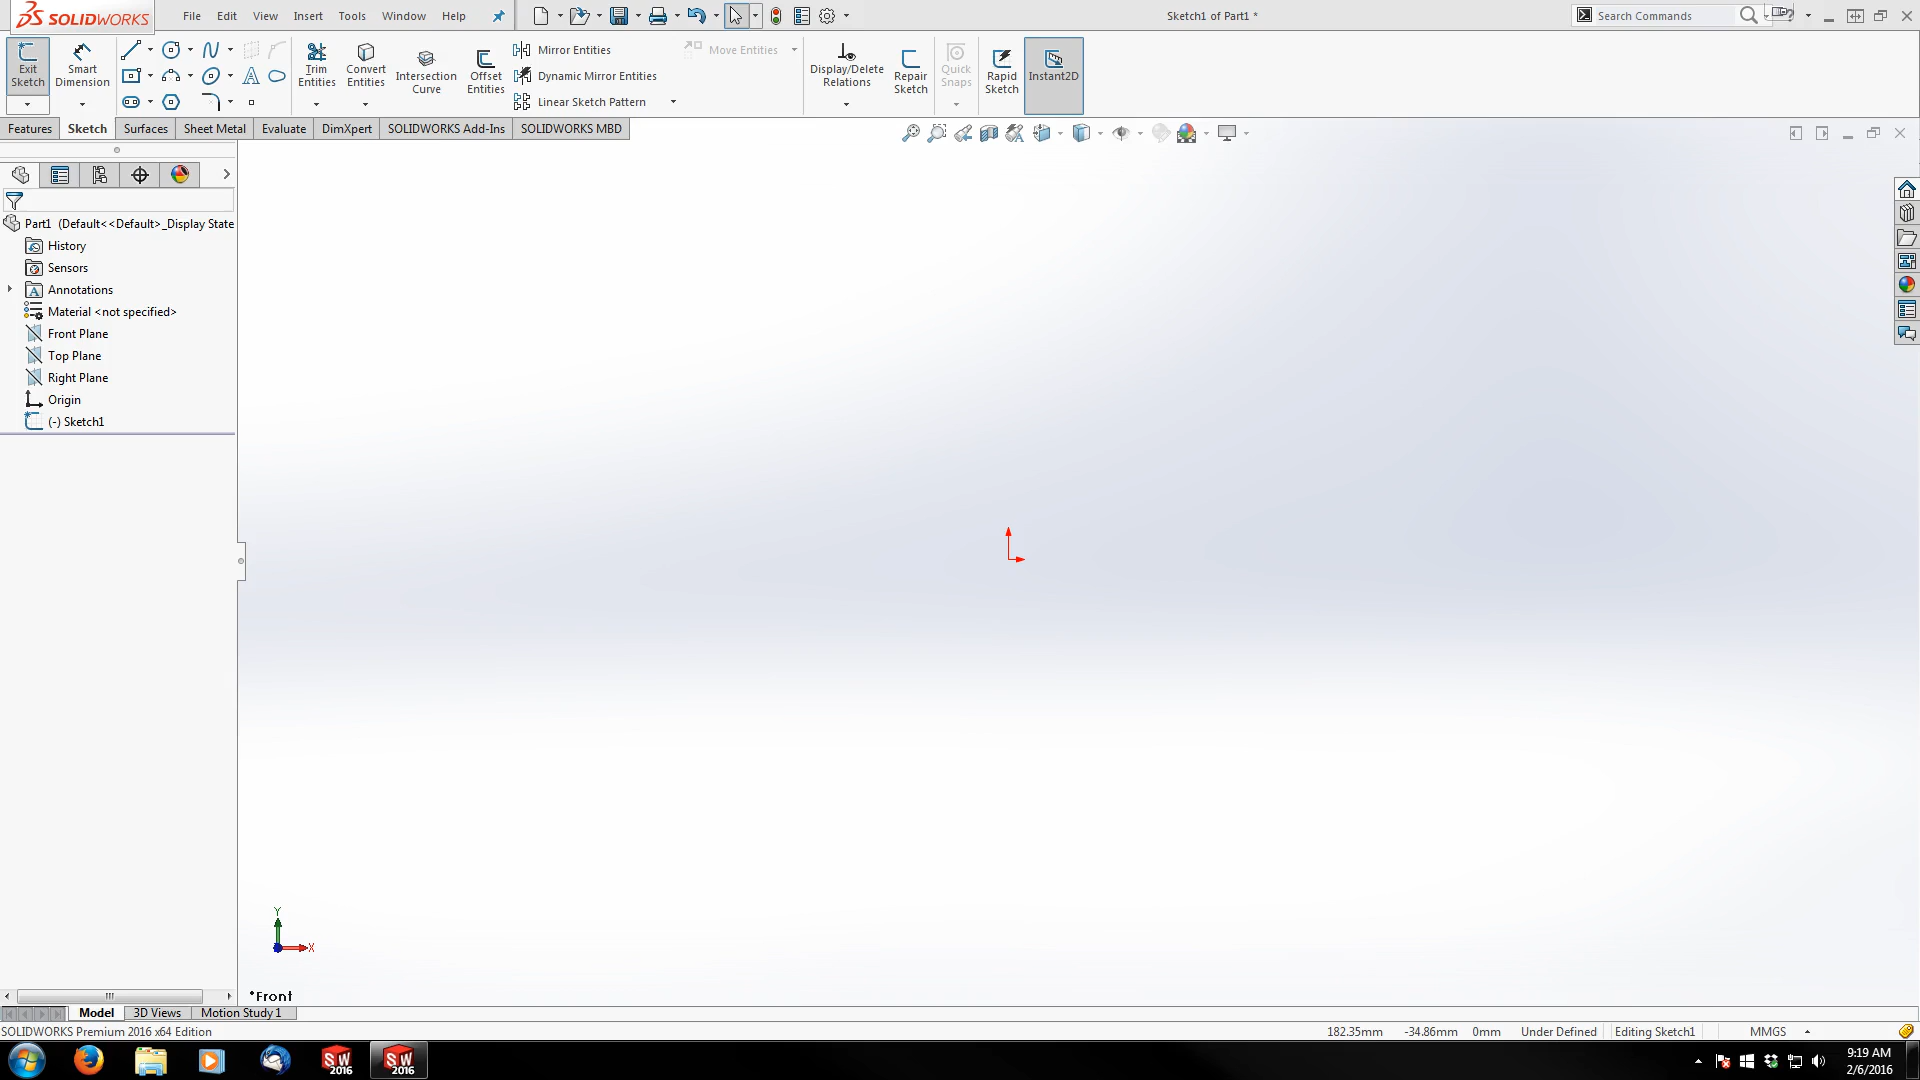 SOLIDWORKS File Edit View Insert Tools Window Help Sketch1 of Part1 * Search Commands
Exit Sketch
Smart Dimension
Trim Entities
Convert Entities
Intersection Curve
Offset Entities
Mirror Entities
Dynamic Mirror Entities
Linear Sketch Pattern
Move Entities
Display/Delete Relations
Repair Sketch
Quick Snaps
Rapid Sketch
Instant2D
Features Sketch Surfaces Sheet Metal Evaluate DimXpert SOLIDWORKS Add-Ins SOLIDWORKS MBD
Part1 (Default<<Default>_Display State
History
Sensors
Annotations
Material <not specified>
Front Plane
Top Plane
Right Plane
Origin
(-) Sketch1
Y
X
*Front
Model 3D Views Motion Study 1
SOLIDWORKS Premium 2016 x64 Edition 182.35mm -34.86mm 0mm Under Defined Editing Sketch1 MMGS
SW 2016
SW 2016
9:19 AM
2/6/2016